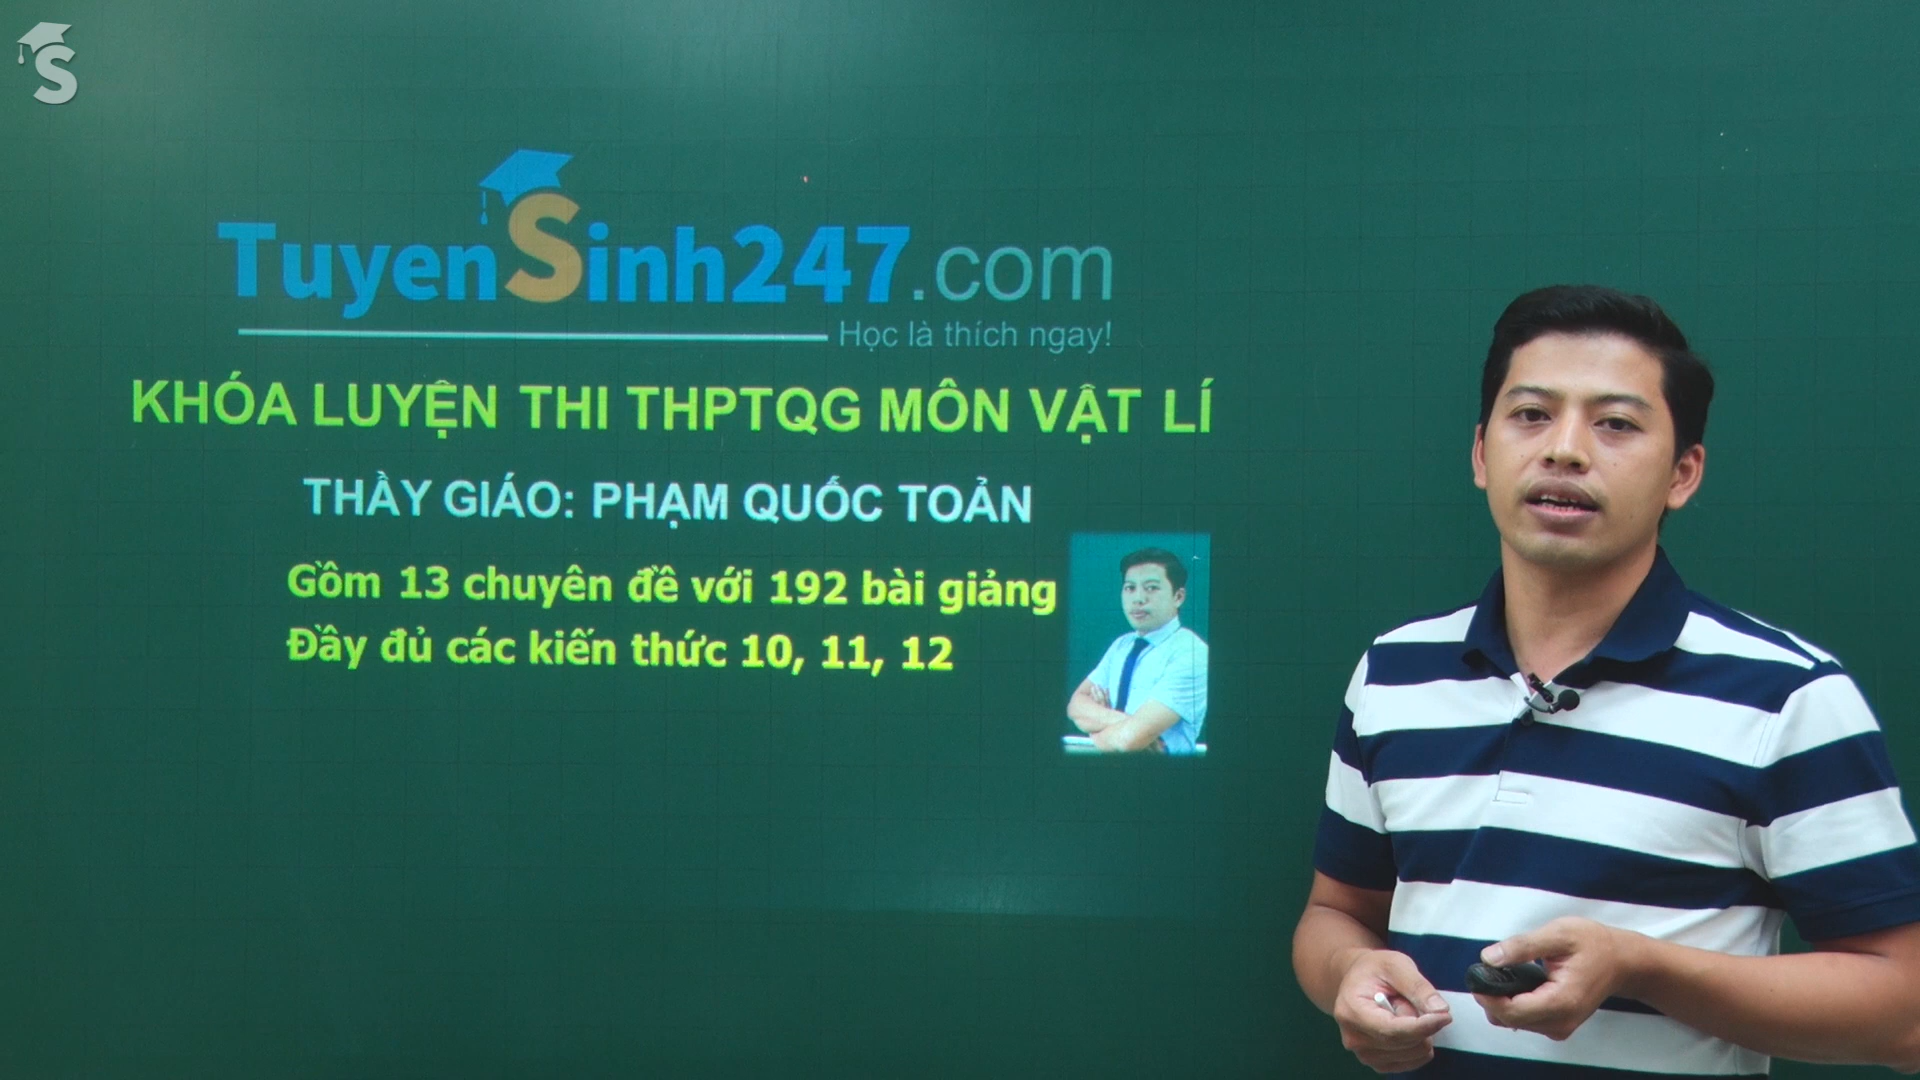 S
TuyenSinh247.com
Học là thích ngay!
KHÓA LUYỆN THI THPTQG MÔN VẬT LÍ
THẦY GIÁO: PHẠM QUỐC TOẢN
Gồm 13 chuyên đề với 192 bài giảng
Đầy đủ các kiến thức 10, 11, 12